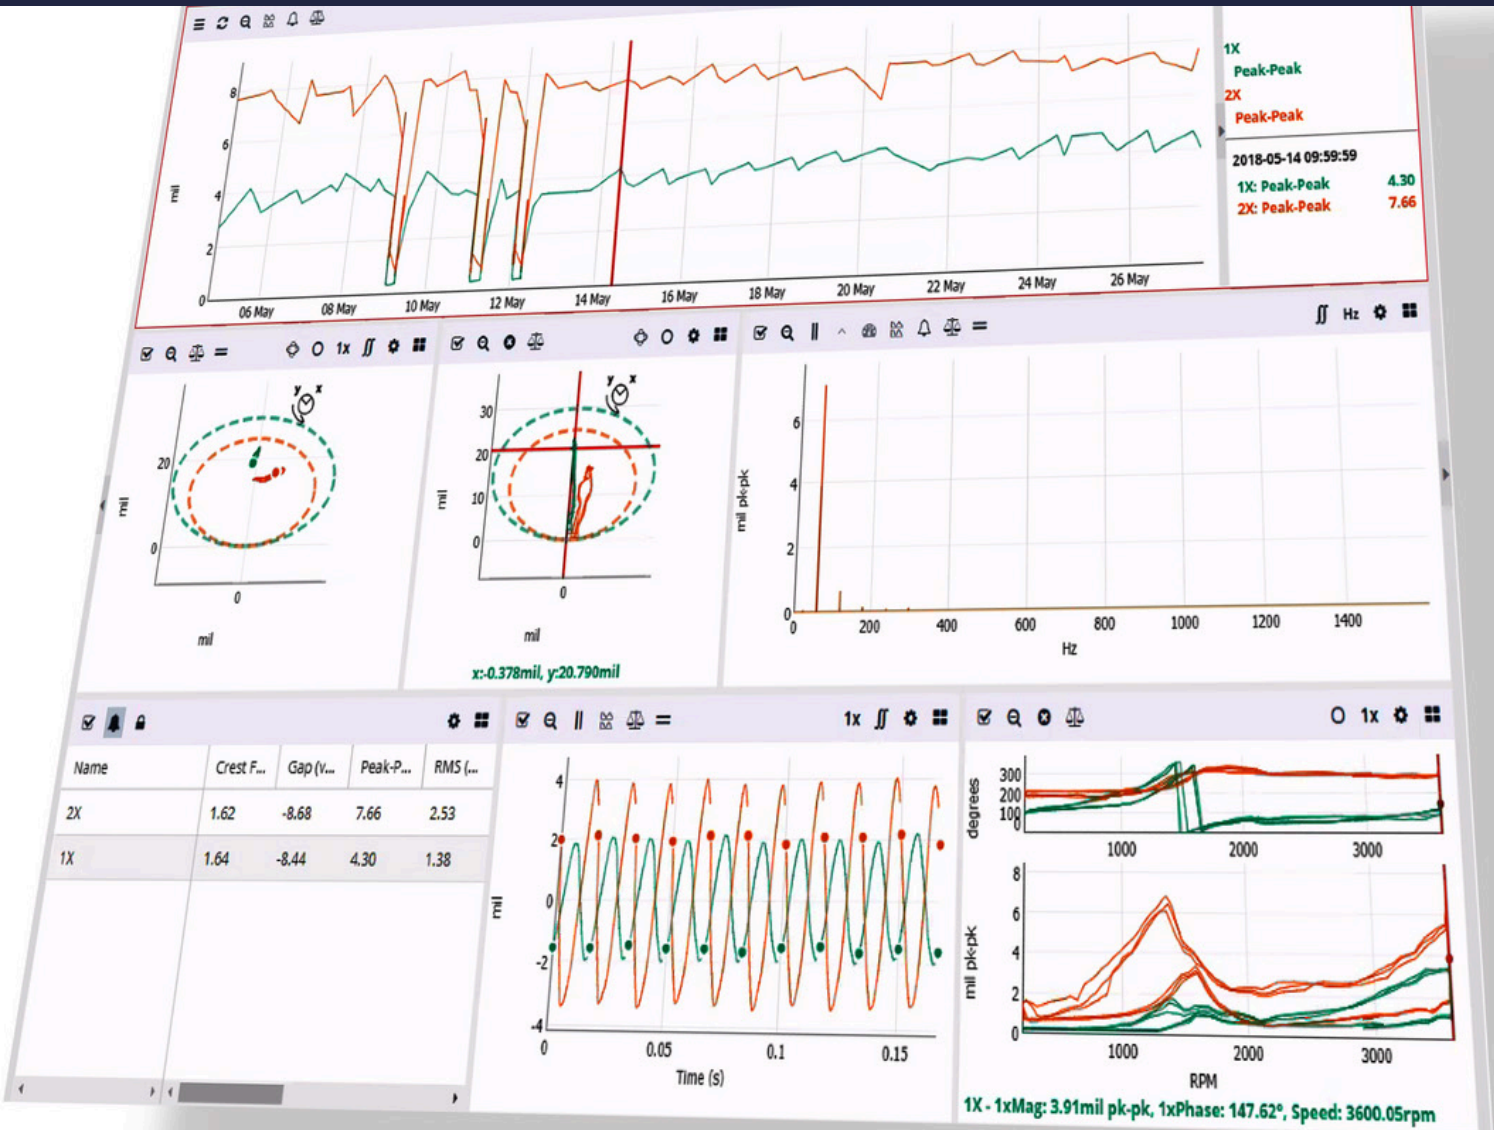 1X
Peak-Peak
2X
Peak-Peak
2018-05-14 09:59:59
1X: Peak-Peak 4.30
2X: Peak-Peak 7.66
mil
8
6
4
2
0
06 May 08 May 10 May 12 May 14 May 16 May 18 May 20 May 22 May 24 May 26 May
1x
y x
mil
20
0
0
mil
y x
mil
30
20
10
0
0
mil
x:-0.378mil, y:20.790mil
Hz
mil pk-pk
6
4
2
0
0 200 400 600 800 1000 1200 1400
Hz
Name Crest F... Gap (v... Peak-P... RMS (...
2X 1.62 -8.68 7.66 2.53
1X 1.64 -8.44 4.30 1.38
1x
mil
4
2
0
-2
-4
0 0.05 0.1 0.15
Time (s)
1x
degrees
300
200
100
0
1000 2000 3000
mil pk-pk
8
6
4
2
0
1000 2000 3000
RPM
1X - 1xMag: 3.91mil pk-pk, 1xPhase: 147.62°, Speed: 3600.05rpm